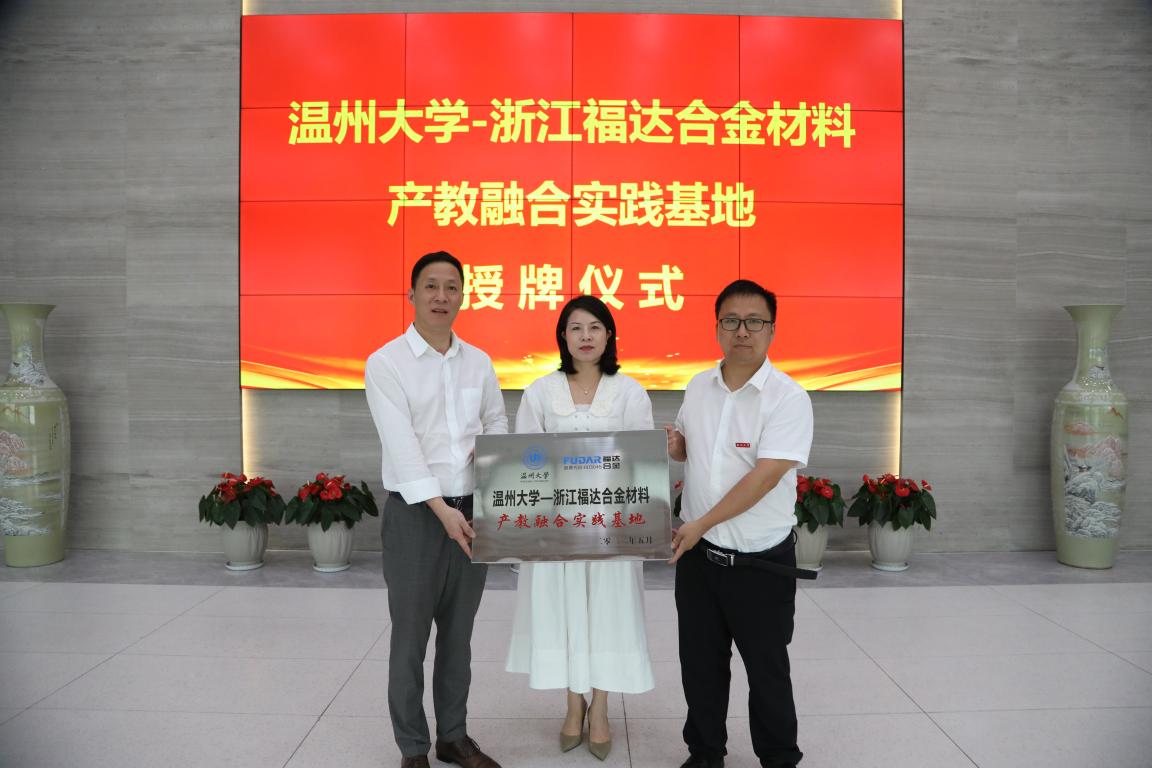 温州大学-浙江福达合金材料
产教融合实践基地
授牌仪式
温州大学
FUDAR 福达合金
温州大学—浙江福达合金材料
产教融合实践基地